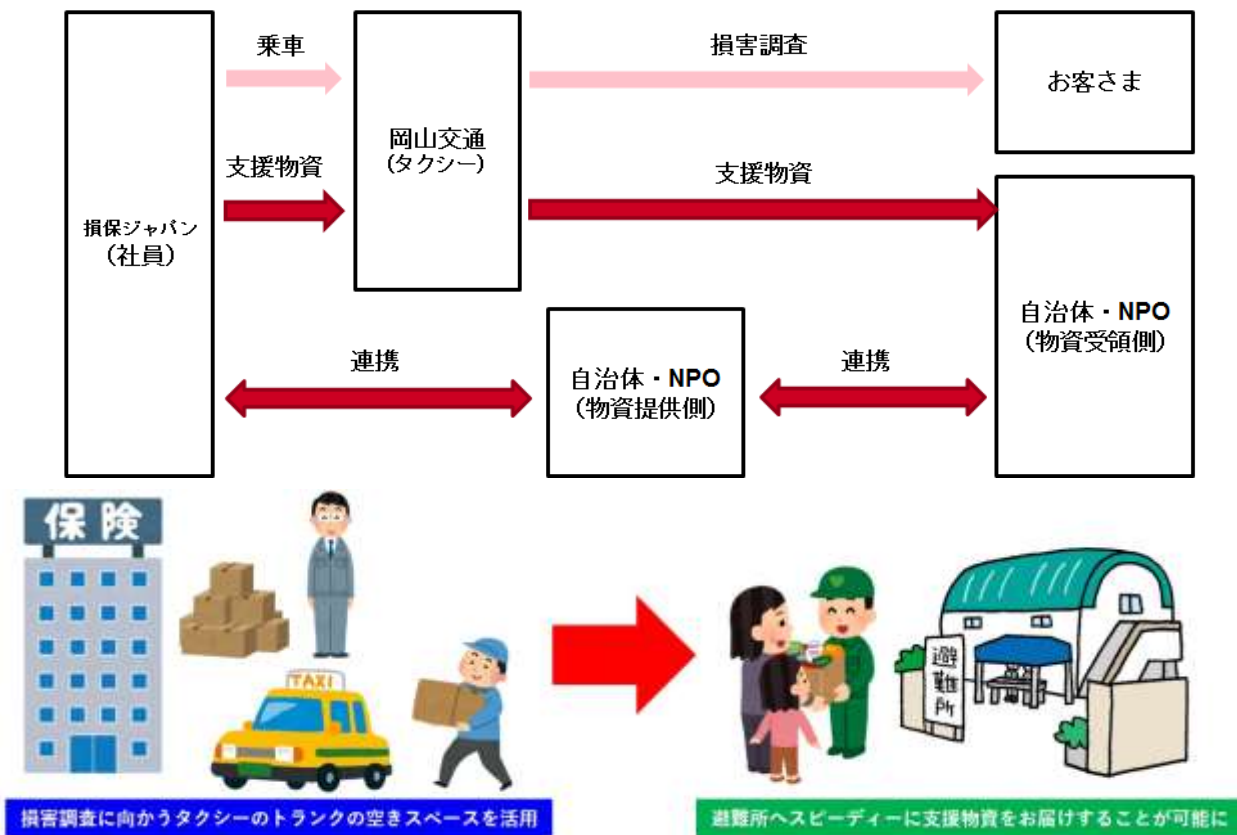 乗車
損害調査
お客さま
岡山交通
(タクシー)
支援物資
支援物資
損保ジャパン
(社員)
自治体・NPO
(物資受領側)
連携
自治体・NPO
(物資提供側)
連携
保険
TAXI
避難所
損害調査に向かうタクシーのトランクの空きスペースを活用
避難所へスピーディーに支援物資をお届けすることが可能に